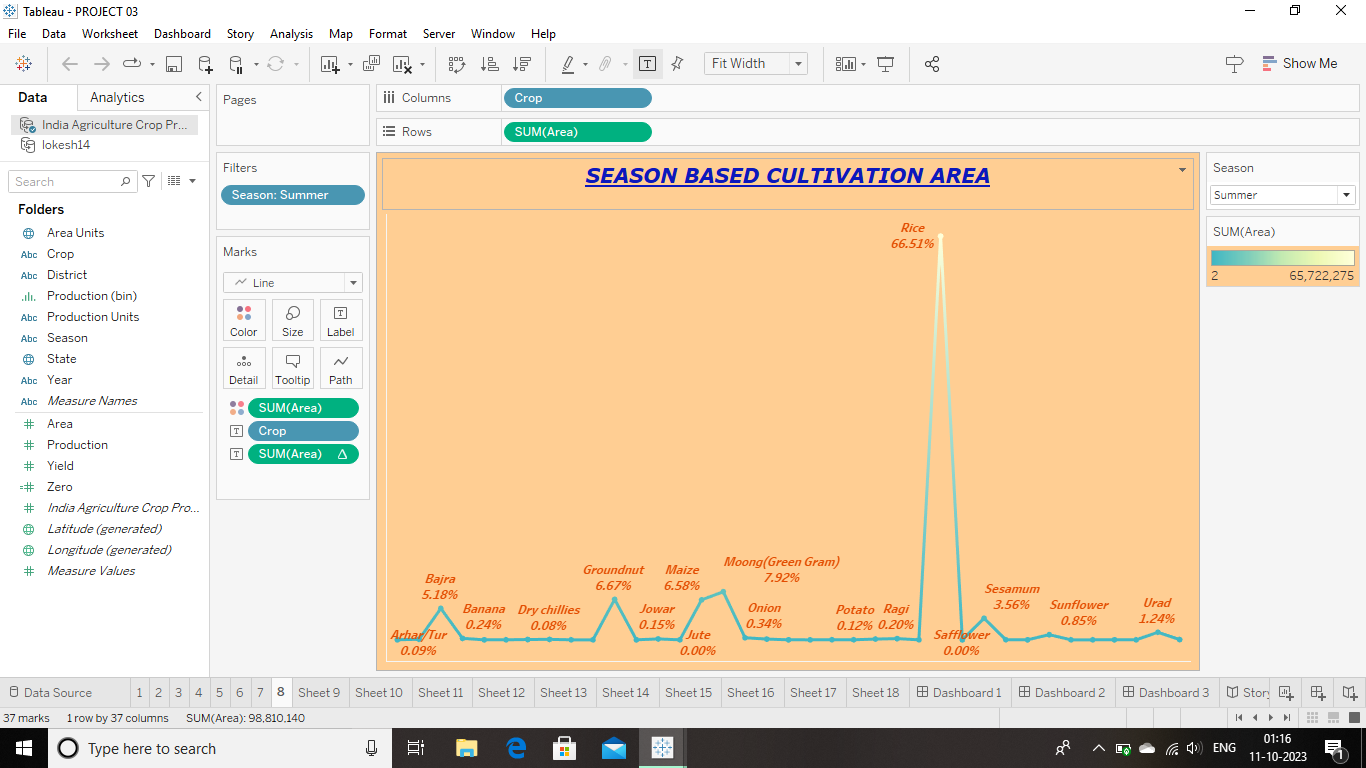 Tableau - PROJECT 03
File Data Worksheet Dashboard Story Analysis Map Format Server Window Help
Fit Width
Show Me
Data Analytics
India Agriculture Crop Pr...
lokesh14
Search
Folders
Area Units
Abc Crop
Abc District
Production (bin)
Abc Production Units
Abc Season
State
Abc Year
Abc Measure Names
# Area
# Production
# Yield
=# Zero
# India Agriculture Crop Pro...
Latitude (generated)
Longitude (generated)
# Measure Values
Pages
Filters
Season: Summer
Marks
Line
Color Size Label
Detail Tooltip Path
SUM(Area)
Crop
SUM(Area) Δ
Columns Crop
Rows SUM(Area)
SEASON BASED CULTIVATION AREA
Rice
66.51%
Moong(Green Gram)
7.92%
Groundnut
6.67%
Maize
6.58%
Bajra
5.18%
Sesamum
3.56%
Banana
0.24%
Dry chillies
0.08%
Jowar
0.15%
Onion
0.34%
Potato
0.12%
Ragi
0.20%
Sunflower
0.85%
Urad
1.24%
Arhar/Tur
0.09%
Jute
0.00%
Safflower
0.00%
Season
Summer
SUM(Area)
2 65,722,275
Data Source 1 2 3 4 5 6 7 8 Sheet 9 Sheet 10 Sheet 11 Sheet 12 Sheet 13 Sheet 14 Sheet 15 Sheet 16 Sheet 17 Sheet 18 Dashboard 1 Dashboard 2 Dashboard 3 Story
37 marks 1 row by 37 columns SUM(Area): 98,810,140
Type here to search
ENG
01:16
11-10-2023
1